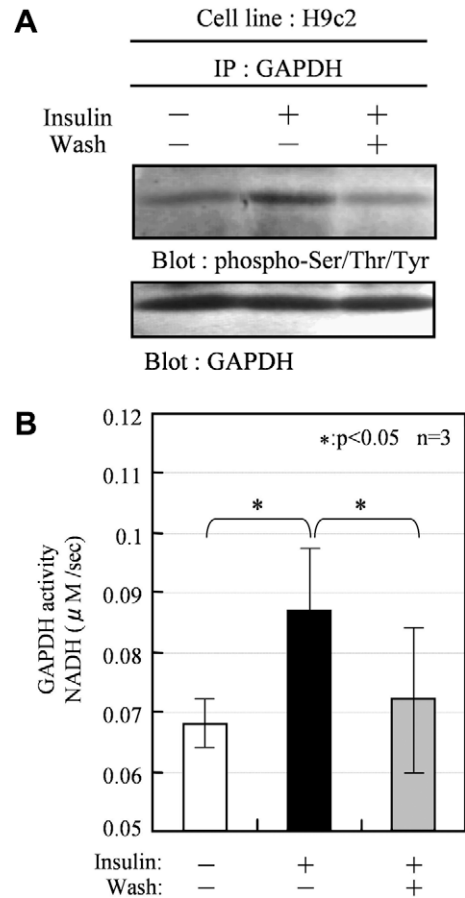 A
Cell line : H9c2
IP : GAPDH
Insulin − + +
Wash − − +
Blot : phospho-Ser/Thr/Tyr
Blot : GAPDH
B
0.12
0.11
0.1
0.09
0.08
0.07
0.06
0.05
GAPDH activity
NADH ( μ M /sec)
*:p<0.05 n=3
* *
Insulin: − + +
Wash: − − +